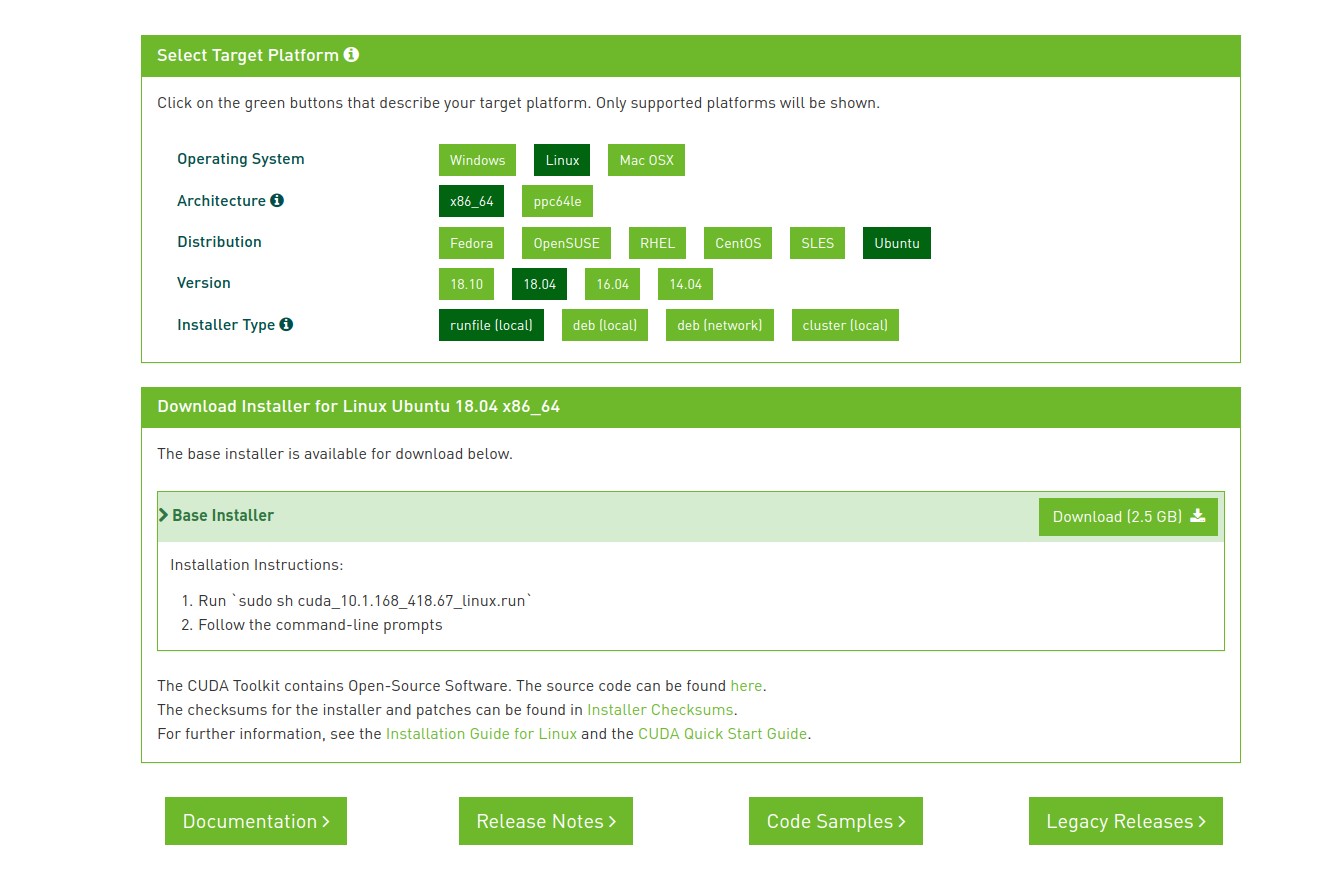 Select Target Platform
Click on the green buttons that describe your target platform. Only supported platforms will be shown.
Operating System Windows Linux Mac OSX
Architecture x86_64 ppc64le
Distribution Fedora OpenSUSE RHEL CentOS SLES Ubuntu
Version 18.10 18.04 16.04 14.04
Installer Type runfile (local) deb (local) deb (network) cluster (local)
Download Installer for Linux Ubuntu 18.04 x86_64
The base installer is available for download below.
Base Installer Download (2.5 GB)
Installation Instructions:
1. Run `sudo sh cuda_10.1.168_418.67_linux.run`
2. Follow the command-line prompts
The CUDA Toolkit contains Open-Source Software. The source code can be found here.
The checksums for the installer and patches can be found in Installer Checksums.
For further information, see the Installation Guide for Linux and the CUDA Quick Start Guide.
Documentation > Release Notes > Code Samples > Legacy Releases >